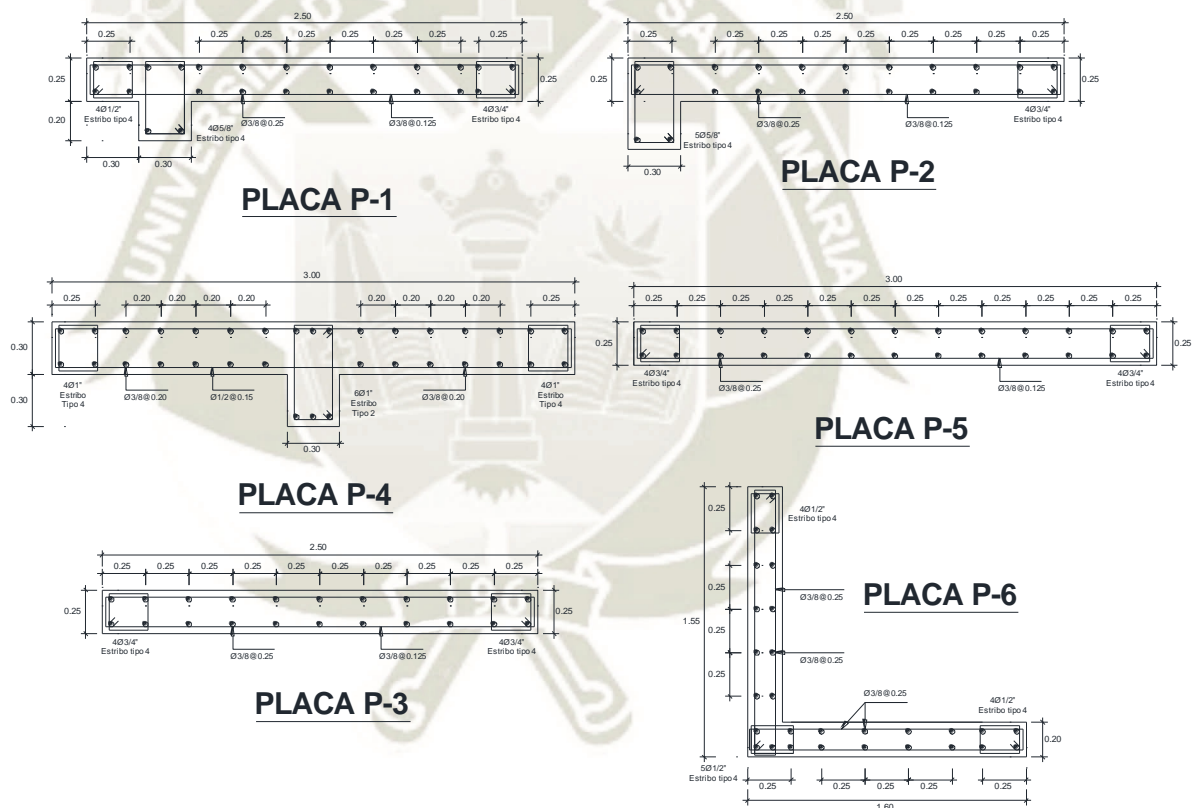 2.50
0.25 0.25 0.25 0.25 0.25 0.25 0.25 0.25
0.25
0.20
0.25
4Ø1/2"
Estribo tipo 4
4Ø5/8"
Estribo tipo 4
Ø3/8@0.25
Ø3/8@0.125
4Ø3/4"
Estribo tipo 4
0.30 0.30
PLACA P-1
2.50
0.25 0.25 0.25 0.25 0.25 0.25 0.25 0.25 0.25
0.25
0.25
5Ø5/8"
Estribo tipo 4
Ø3/8@0.25
Ø3/8@0.125
4Ø3/4"
Estribo tipo 4
0.30
PLACA P-2
UNIVERSIDAD
SANTA MARIA
3.00
0.25 0.20 0.20 0.20 0.20 0.20 0.20 0.20 0.20 0.25
0.30
0.30
4Ø1"
Estribo
Tipo 4
Ø3/8@0.20
Ø1/2@0.15
6Ø1"
Estribo
Tipo 2
Ø3/8@0.20
4Ø1"
Estribo
Tipo 4
0.30
PLACA P-4
3.00
0.25 0.25 0.25 0.25 0.25 0.25 0.25 0.25 0.25 0.25 0.25 0.25
0.25
0.25
4Ø3/4"
Estribo tipo 4
Ø3/8@0.25
Ø3/8@0.125
4Ø3/4"
Estribo tipo 4
PLACA P-5
2.50
0.25 0.25 0.25 0.25 0.25 0.25 0.25 0.25 0.25 0.25
0.25
0.25
4Ø3/4"
Estribo tipo 4
Ø3/8@0.25
Ø3/8@0.125
4Ø3/4"
Estribo tipo 4
PLACA P-3
0.25
4Ø1/2"
Estribo tipo 4
0.25
Ø3/8@0.25
PLACA P-6
1.55
0.25
Ø3/8@0.25
0.25
Ø3/8@0.25
4Ø1/2"
Estribo tipo 4
0.20
5Ø1/2"
Estribo tipo 4
0.25 0.25 0.25 0.25 0.25
1.60